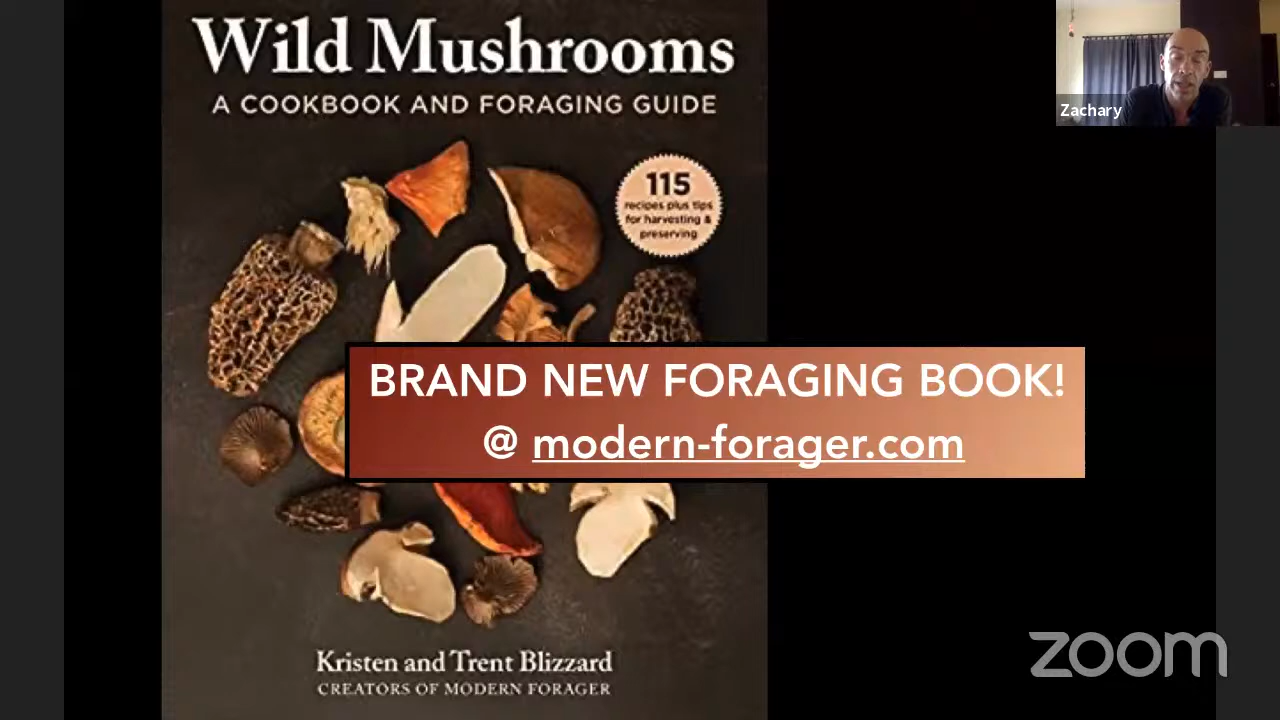 Wild Mushrooms
A COOKBOOK AND FORAGING GUIDE
115
recipes plus tips
for harvesting &
preserving
BRAND NEW FORAGING BOOK!
@ modern-forager.com
Kristen and Trent Blizzard
CREATORS OF MODERN FORAGER
Zachary
zoom